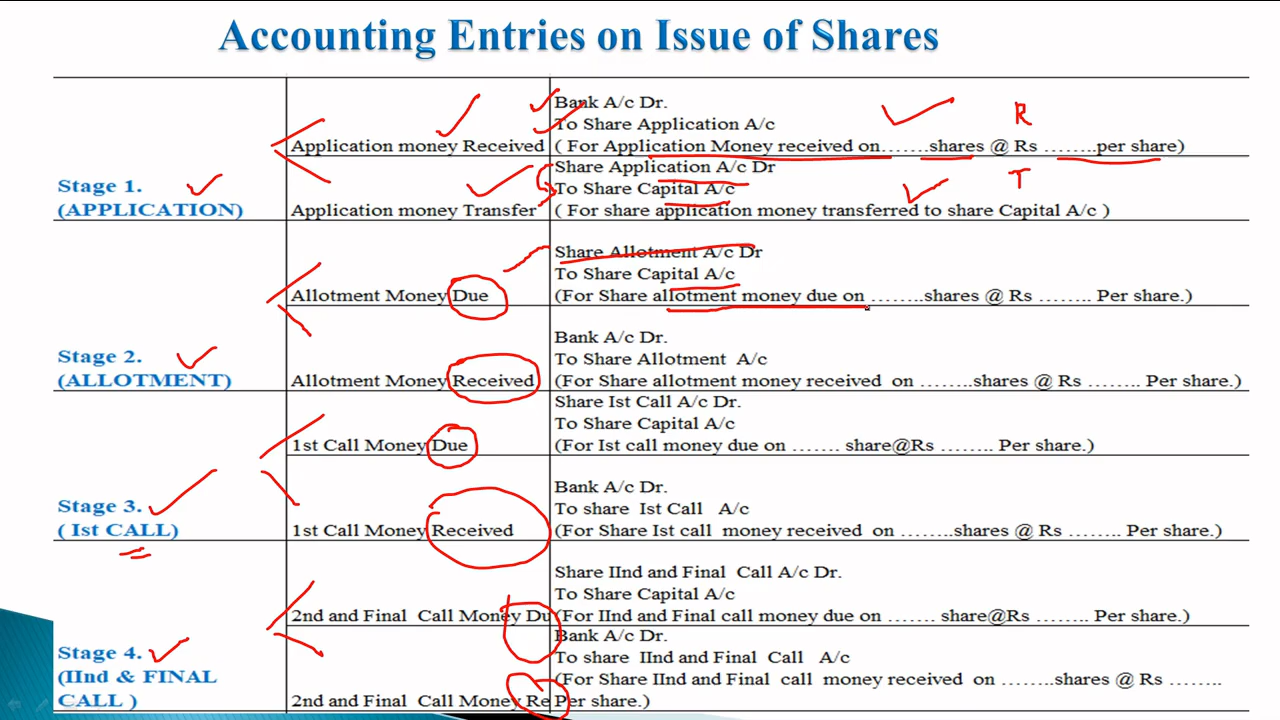 Accounting Entries on Issue of Shares
Stage 1.
(APPLICATION)
Application money Received
Bank A/c Dr.
To Share Application A/c
( For Application Money received on…….shares @ Rs ……..per share)
R
Application money Transfer
Share Application A/c Dr
To Share Capital A/c
( For share application money transferred to share Capital A/c )
T
Stage 2.
(ALLOTMENT)
Allotment Money Due
Share Allotment A/c Dr
To Share Capital A/c
(For Share allotment money due on ……..shares @ Rs …….. Per share.)
Allotment Money Received
Bank A/c Dr.
To Share Allotment A/c
(For Share allotment money received on ……..shares @ Rs …….. Per share.)
Stage 3.
( Ist CALL)
1st Call Money Due
Share Ist Call A/c Dr.
To Share Capital A/c
(For Ist call money due on ……. share@Rs …….. Per share.)
1st Call Money Received
Bank A/c Dr.
To share Ist Call A/c
(For Share Ist call money received on ……..shares @ Rs …….. Per share.)
Stage 4.
(IInd & FINAL
CALL )
2nd and Final Call Money Du
Share IInd and Final Call A/c Dr.
To Share Capital A/c
(For IInd and Final call money due on ……. share@Rs …….. Per share.)
2nd and Final Call Money Re
Bank A/c Dr.
To share IInd and Final Call A/c
(For Share IInd and Final call money received on ……..shares @ Rs ……..
Per share.)